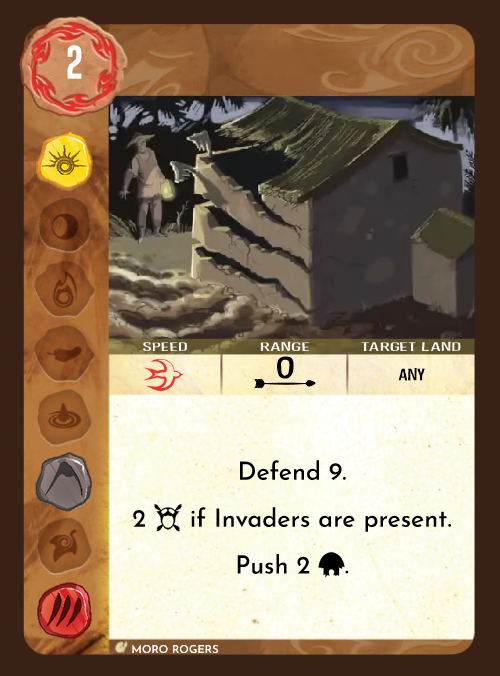 2
SPEED RANGE TARGET LAND
0 ANY
Defend 9.
2 if Invaders are present.
Push 2 .
MORO ROGERS